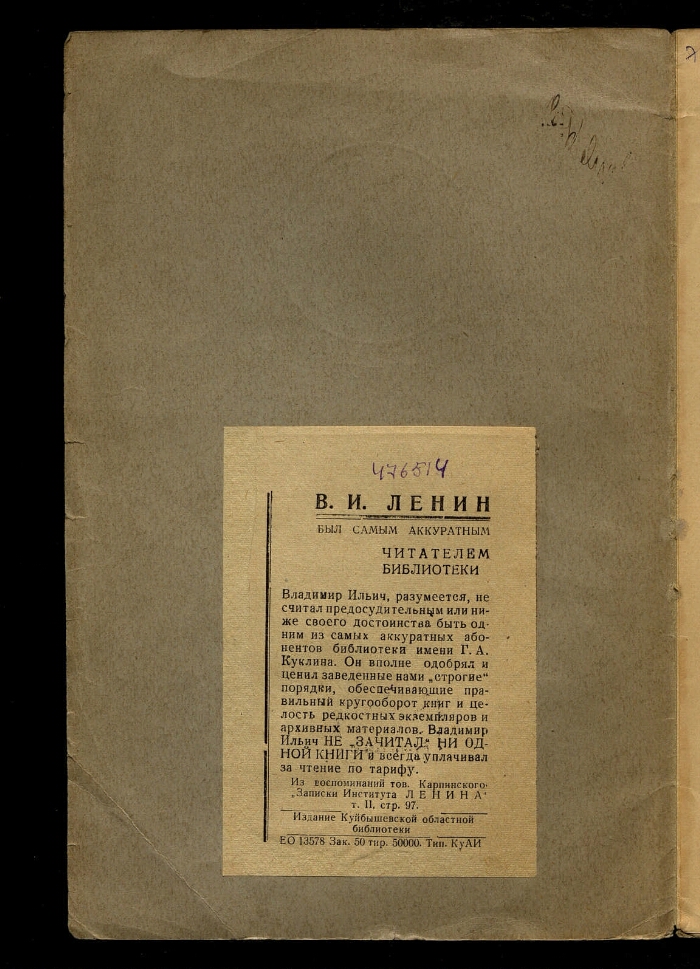 476514
В. И. ЛЕНИН
БЫЛ САМЫМ АККУРАТНЫМ
ЧИТАТЕЛЕМ
БИБЛИОТЕКИ
Владимир Ильич, разумеется, не
считал предосудительным или ни-
же своего достоинства быть од-
ним из самых аккуратных або-
нентов библиотеки имени Г. А.
Куклина. Он вполне одобрял и
ценил заведенные нами „строгие"
порядки, обеспечивающие пра-
вильный кругооборот книг и це-
лость редкостных экземпляров и
архивных материалов. Владимир
Ильич НЕ „ЗАЧИТАЛ" НИ ОД-
НОЙ КНИГИ и всегда уплачивал
за чтение по тарифу.
Из воспоминаний тов. Карпинского.
„Записки Института ЛЕНИНА"
т. II, стр. 97.
Издание Куйбышевской областной
библиотеки
ЕО 13578 Зак. 50 тир. 50000. Тип. КуАИ